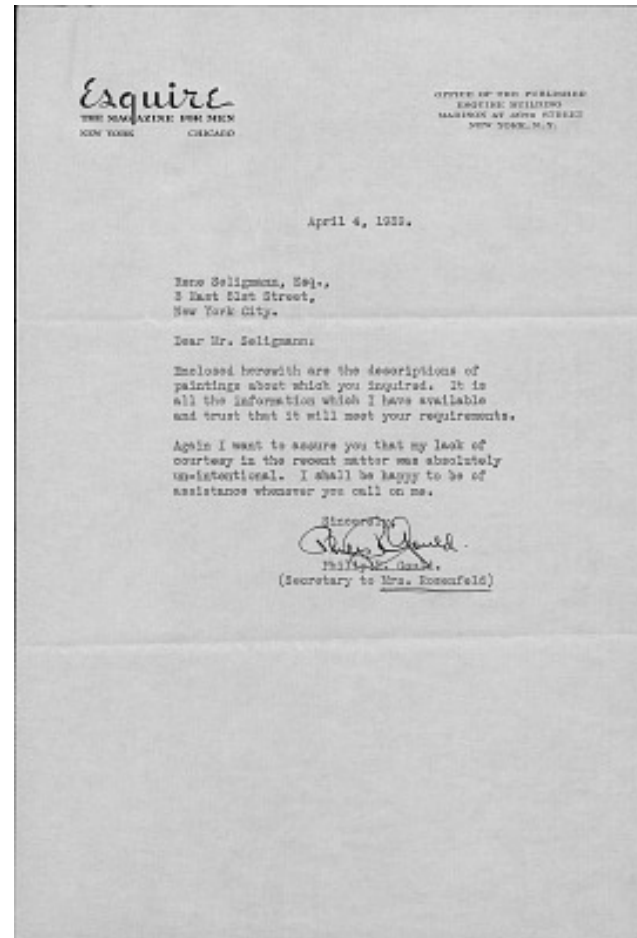 Esquire
THE MAGAZINE FOR MEN
NEW YORK CHICAGO
OFFICE OF THE PUBLISHER
ESQUIRE BUILDING
MADISON AT 46TH STREET
NEW YORK, N.Y.
April 4, 1939.
Rene Seligmann, Esq.,
5 East 51st Street,
New York City.
Dear Mr. Seligmann:
Enclosed herewith are the descriptions of
paintings about which you inquired. It is
all the information which I have available
and trust that it will meet your requirements.
Again I want to assure you that my lack of
courtesy in the recent matter was absolutely
un-intentional. I shall be happy to be of
assistance whenever you call on me.
Sincerely,
Gould.
Gould.
(Secretary to Mrs. Rosenfeld)